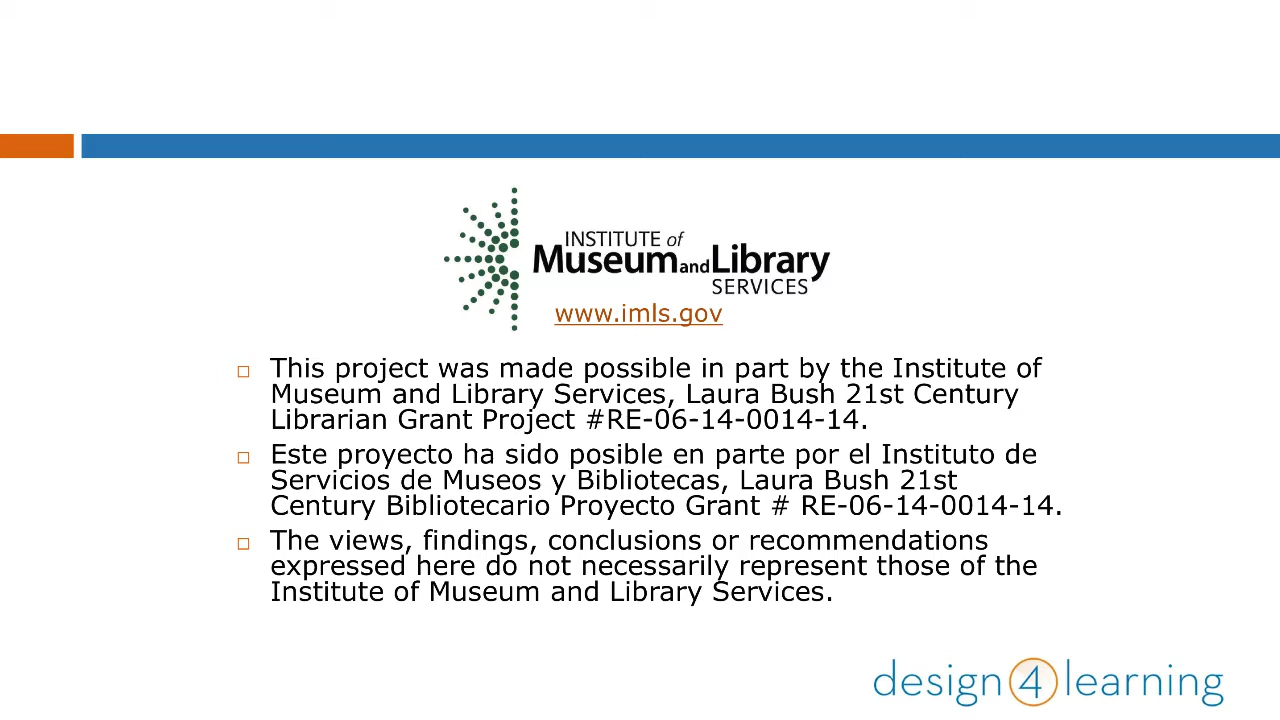 INSTITUTE of
Museum and Library
SERVICES
www.imls.gov
This project was made possible in part by the Institute of
Museum and Library Services, Laura Bush 21st Century
Librarian Grant Project #RE-06-14-0014-14.
Este proyecto ha sido posible en parte por el Instituto de
Servicios de Museos y Bibliotecas, Laura Bush 21st
Century Bibliotecario Proyecto Grant # RE-06-14-0014-14.
The views, findings, conclusions or recommendations
expressed here do not necessarily represent those of the
Institute of Museum and Library Services.
design 4 learning